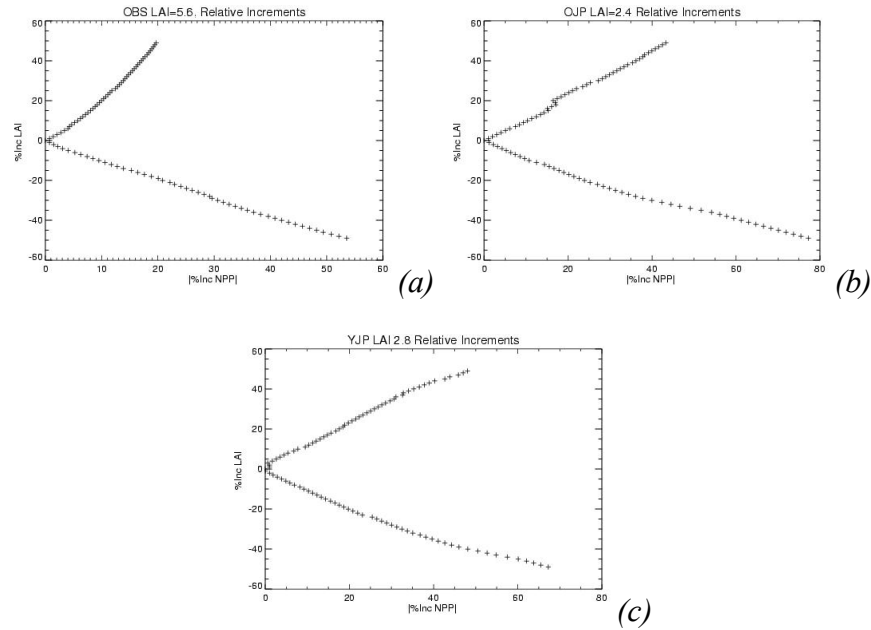 OBS LAI=5.6. Relative Increments
60
40
20
0
-20
-40
-60
%Inc LAI
0 10 20 30 40 50 60
|%Inc NPP|
(a)
OJP LAI=2.4 Relative Increments
60
40
20
0
-20
-40
-60
%Inc LAI
0 20 40 60 80
|%Inc NPP|
(b)
YJP LAI 2.8 Relative Increments
60
40
20
0
-20
-40
-60
%Inc LAI
0 20 40 60 80
|%Inc NPP|
(c)